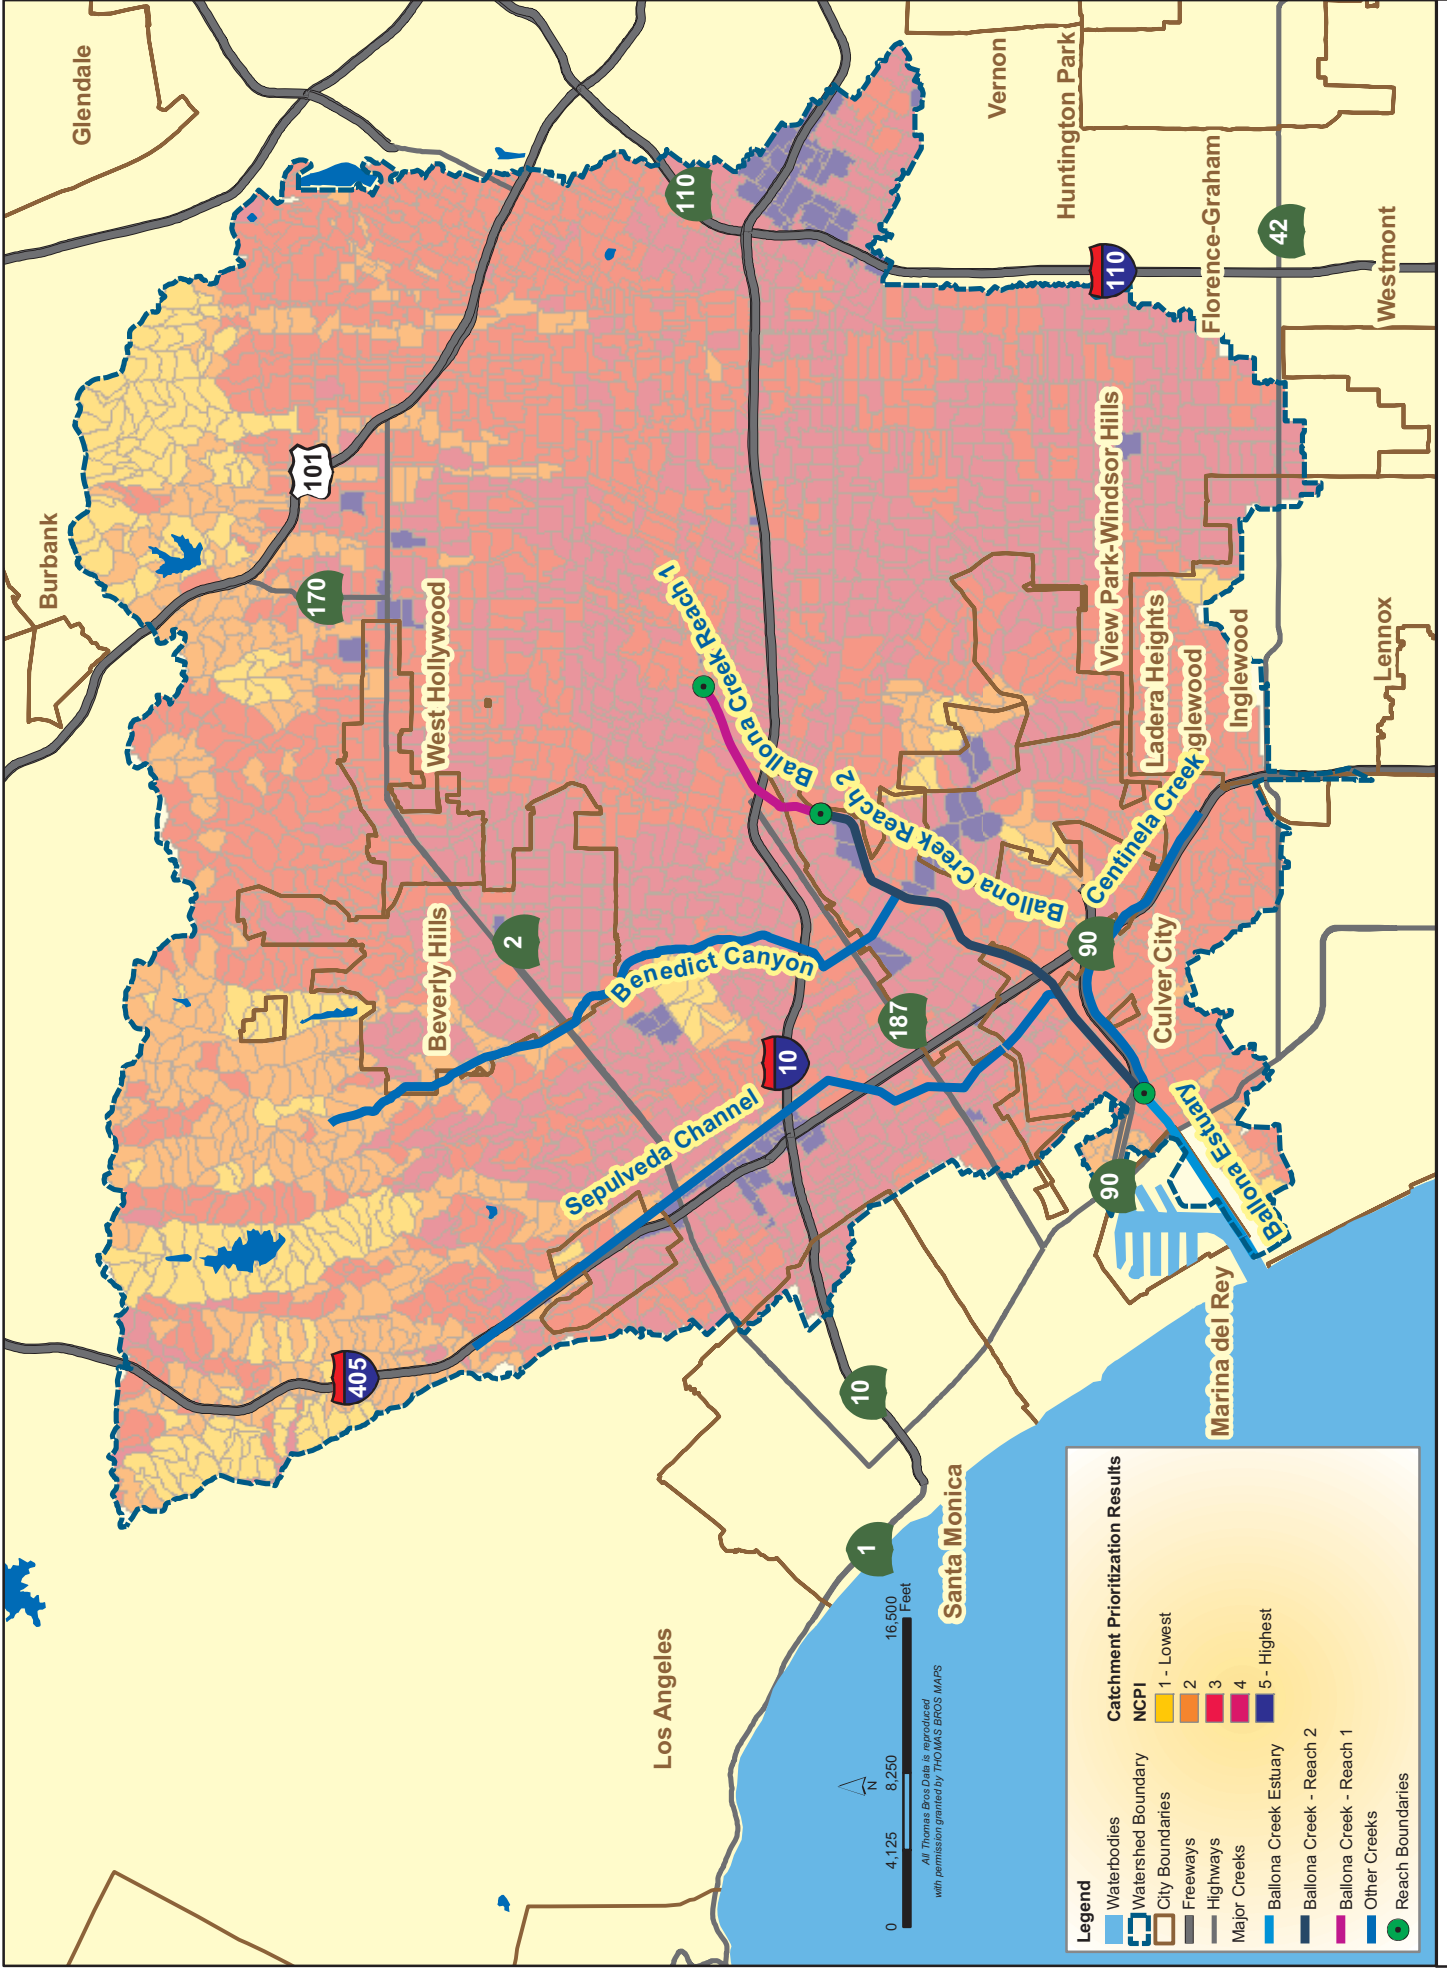 Glendale
Burbank
Vernon
Huntington Park
Florence-Graham
Westmont
101
170
110
110
42
West Hollywood
Ballona Creek Reach 1
View Park-Windsor Hills
Ladera Heights
Inglewood
nglewood
Lennox
Beverly Hills
2
Benedict Canyon
Ballona Creek Reach 2
Centinela Creek
90
Culver City
187
10
Sepulveda Channel
405
90
Ballona Estuary
Marina del Rey
10
1
Santa Monica
Los Angeles
N
0 4,125 8,250 16,500
Feet
All Thomas Bros Data is reproduced
with permission granted by THOMAS BROS MAPS
Legend
Waterbodies
Watershed Boundary
City Boundaries
Freeways
Highways
Major Creeks
Ballona Creek Estuary
Ballona Creek - Reach 2
Ballona Creek - Reach 1
Other Creeks
Reach Boundaries
Catchment Prioritization Results
NCPI
1 - Lowest
2
3
4
5 - Highest